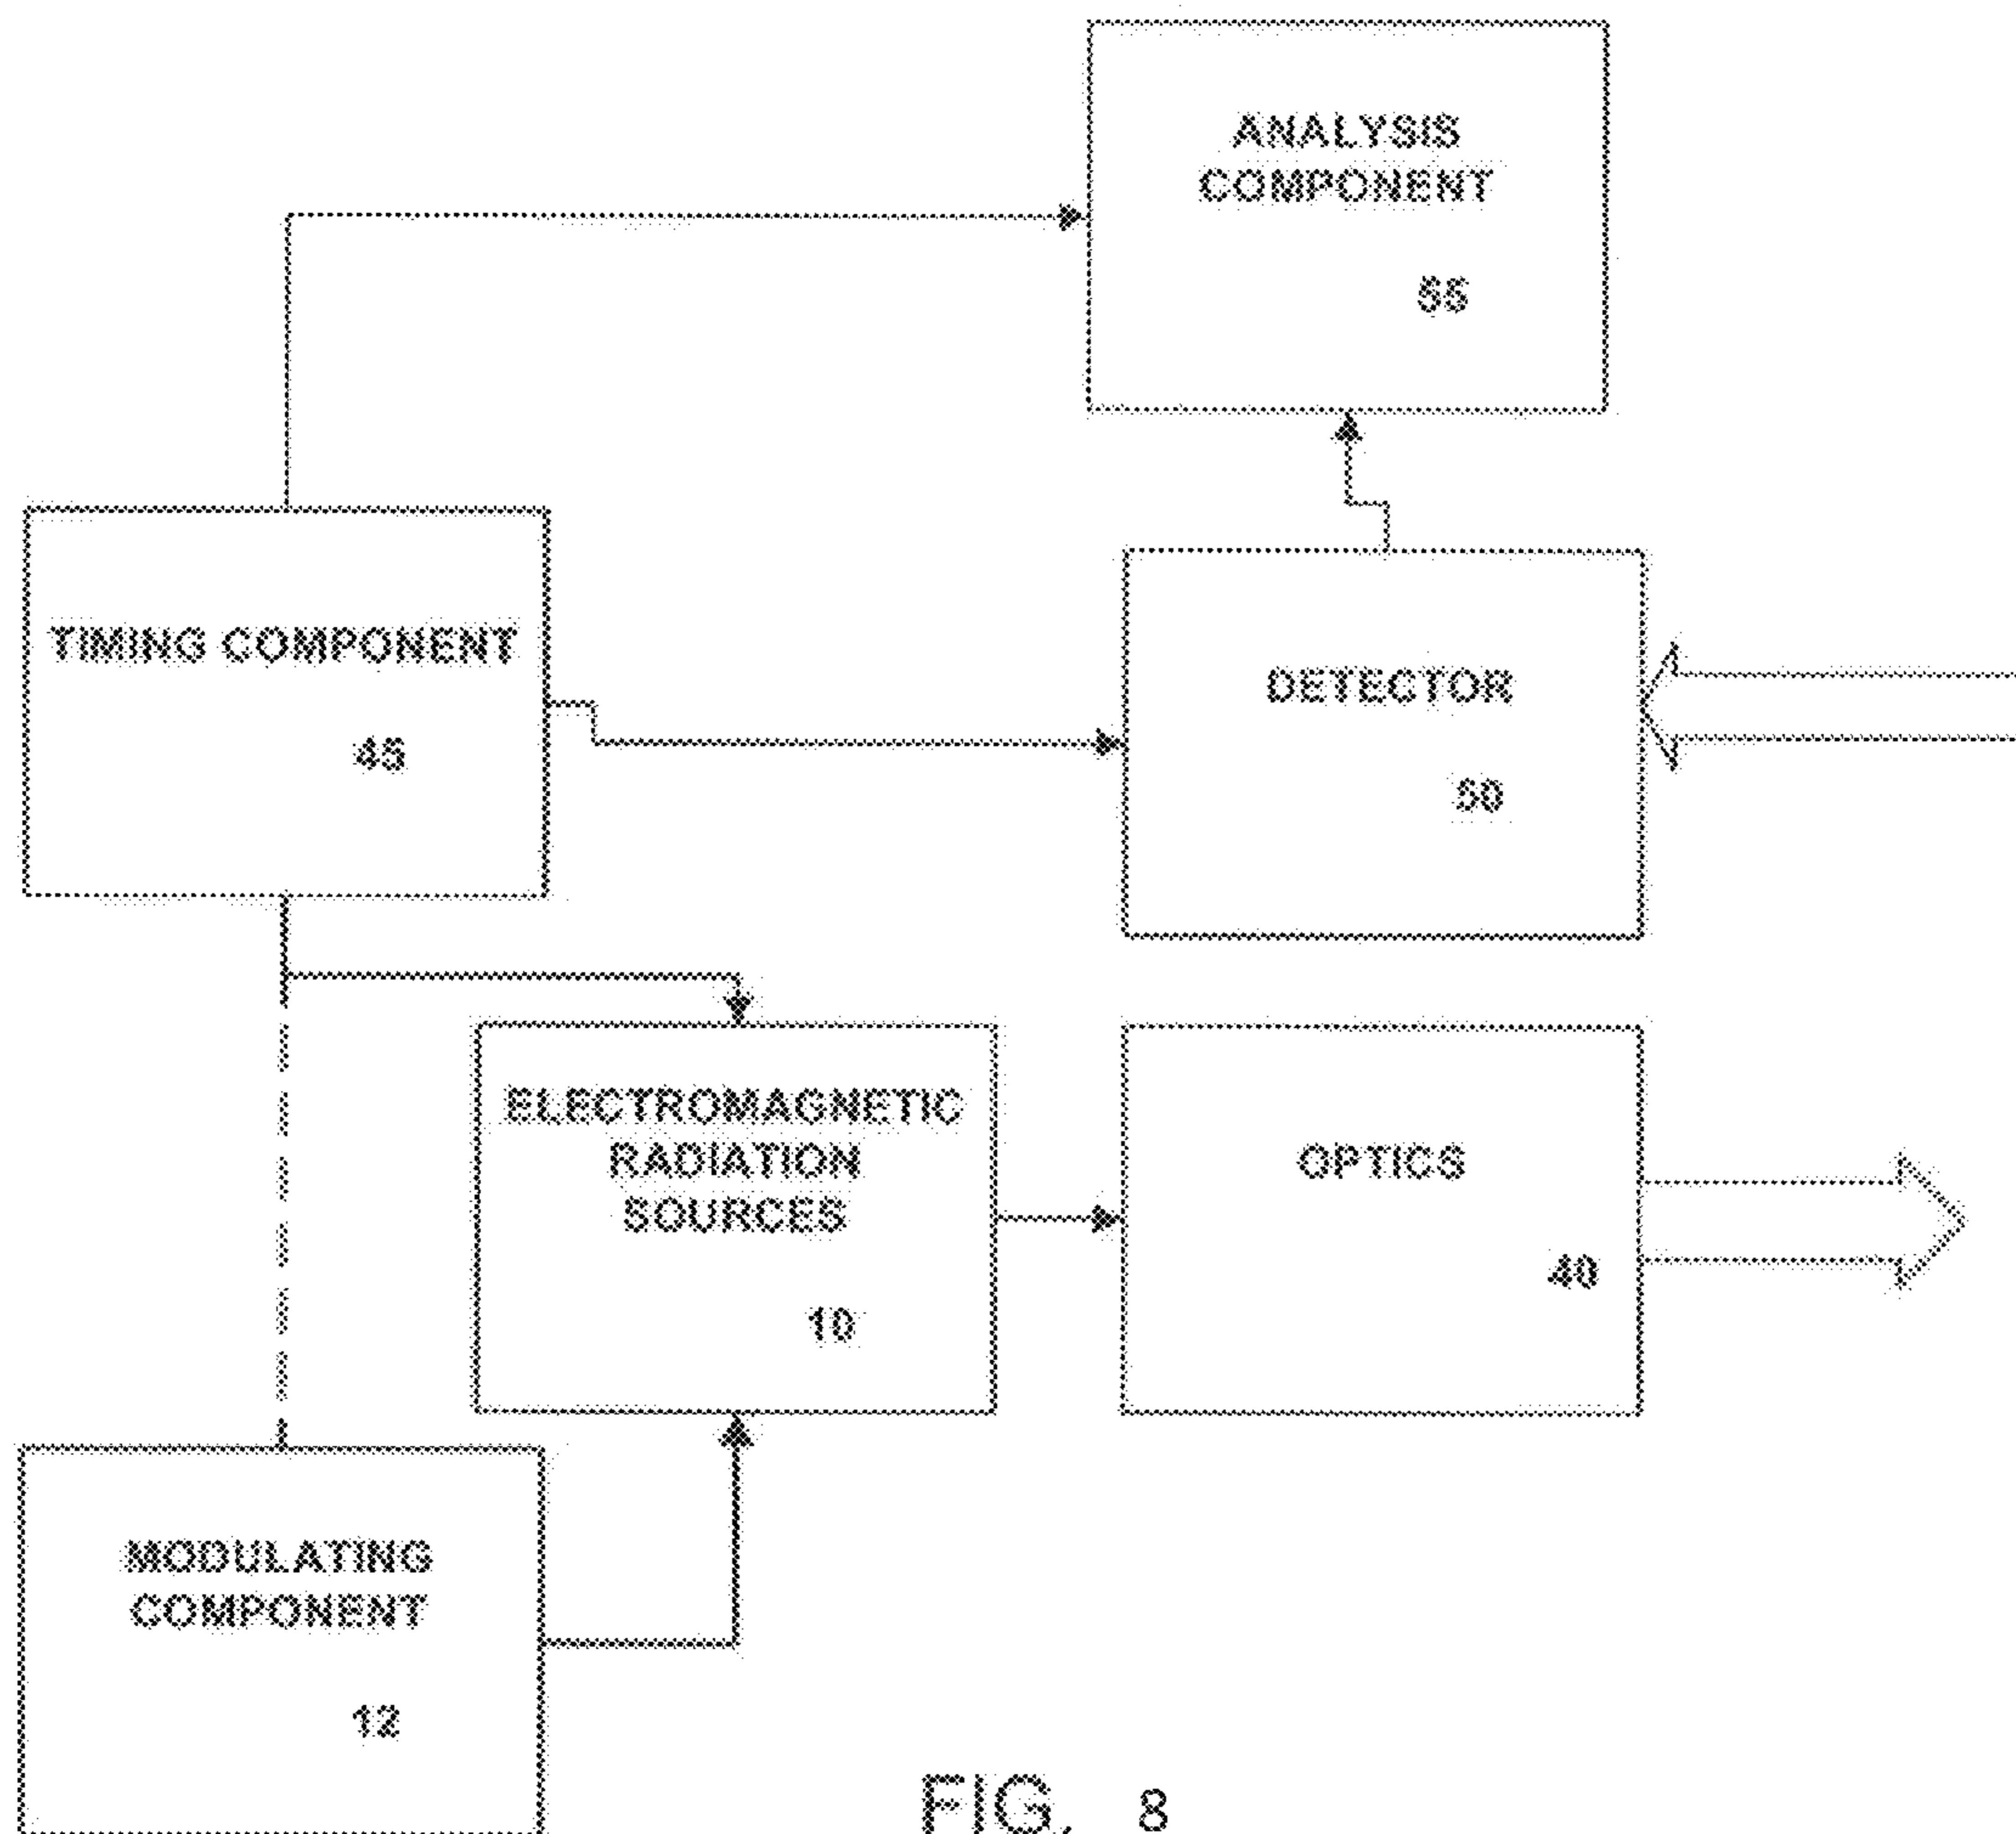 ANALYSIS
COMPONENT
55
TIMING COMPONENT
45
DETECTOR
50
ELECTROMAGNETIC
RADIATION
SOURCES
10
OPTICS
40
MODULATING
COMPONENT
12
FIG. 8